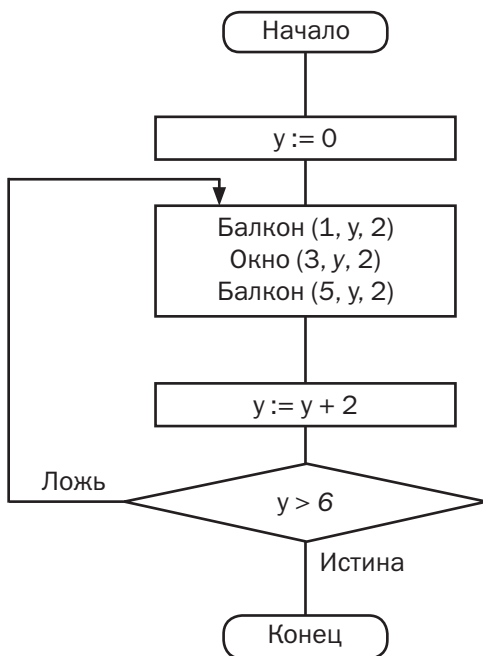 Начало
y := 0
Балкон (1, y, 2)
Окно (3, y, 2)
Балкон (5, y, 2)
y := y + 2
Ложь
y > 6
Истина
Конец